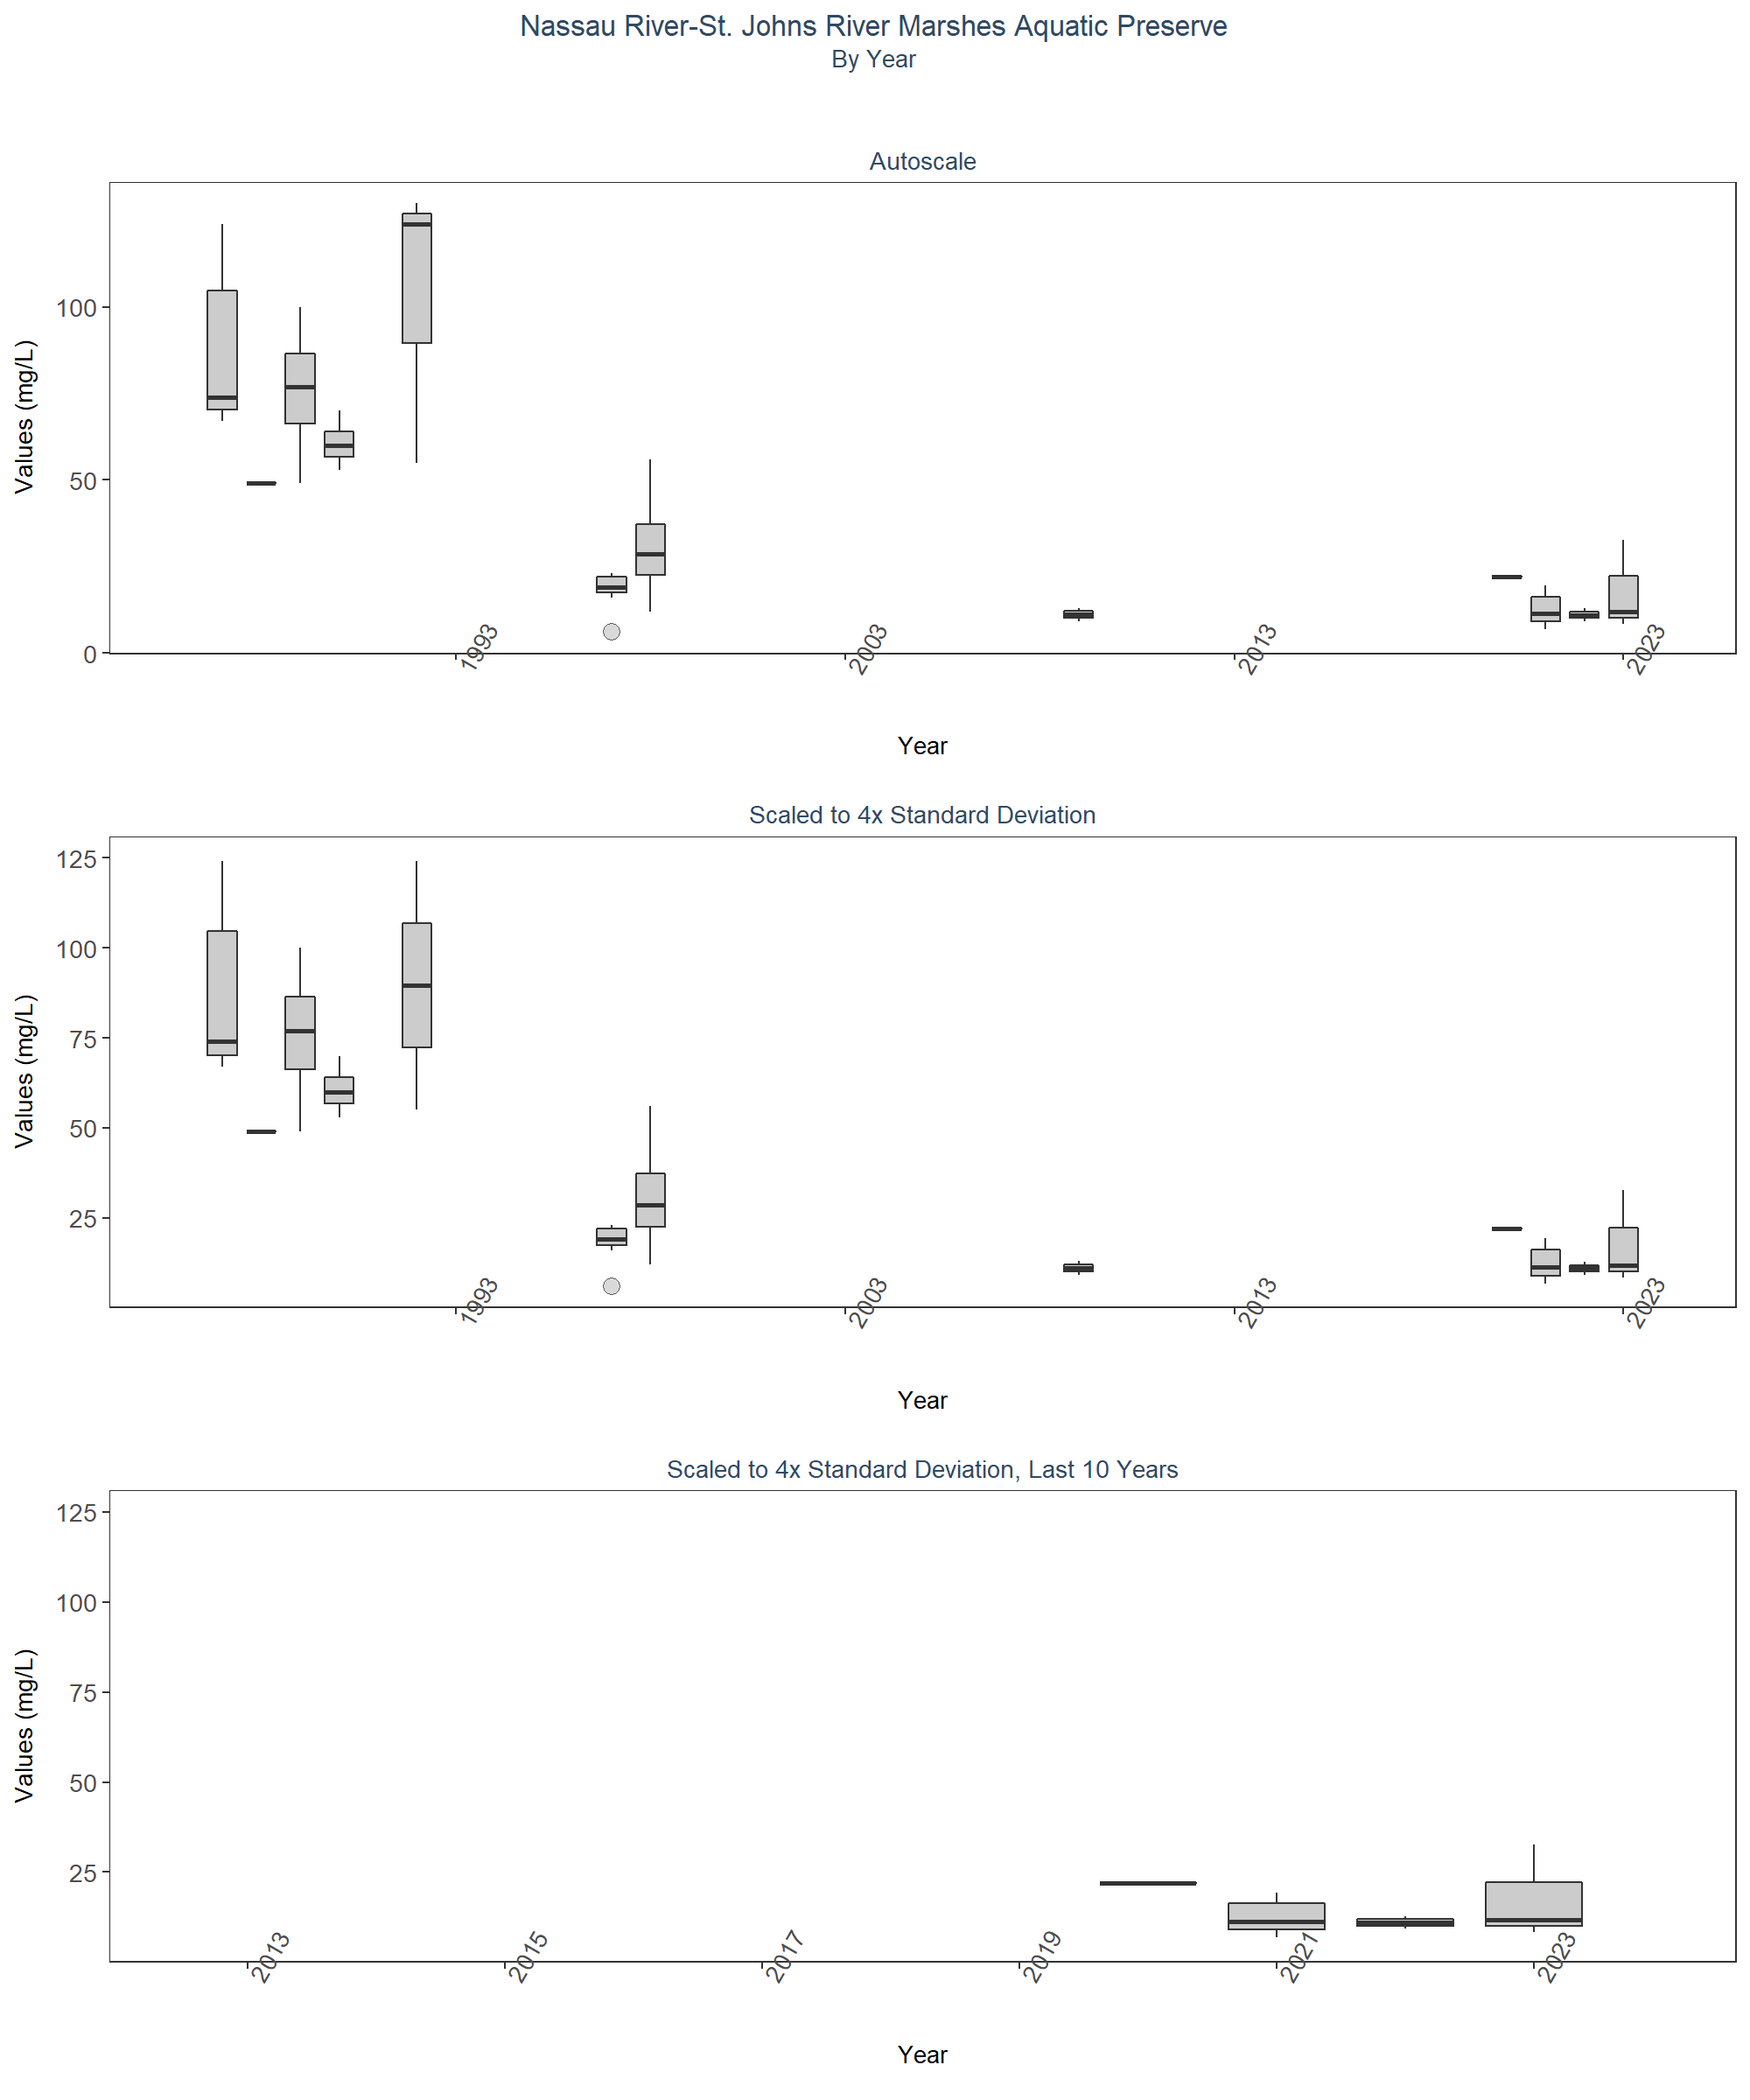 Nassau River-St. Johns River Marshes Aquatic Preserve
By Year
Autoscale
Values (mg/L)
100
50
0
1993
2003
2013
2023
Year
Scaled to 4x Standard Deviation
Values (mg/L)
125
100
75
50
25
1993
2003
2013
2023
Year
Scaled to 4x Standard Deviation, Last 10 Years
Values (mg/L)
125
100
75
50
25
2013
2015
2017
2019
2021
2023
Year